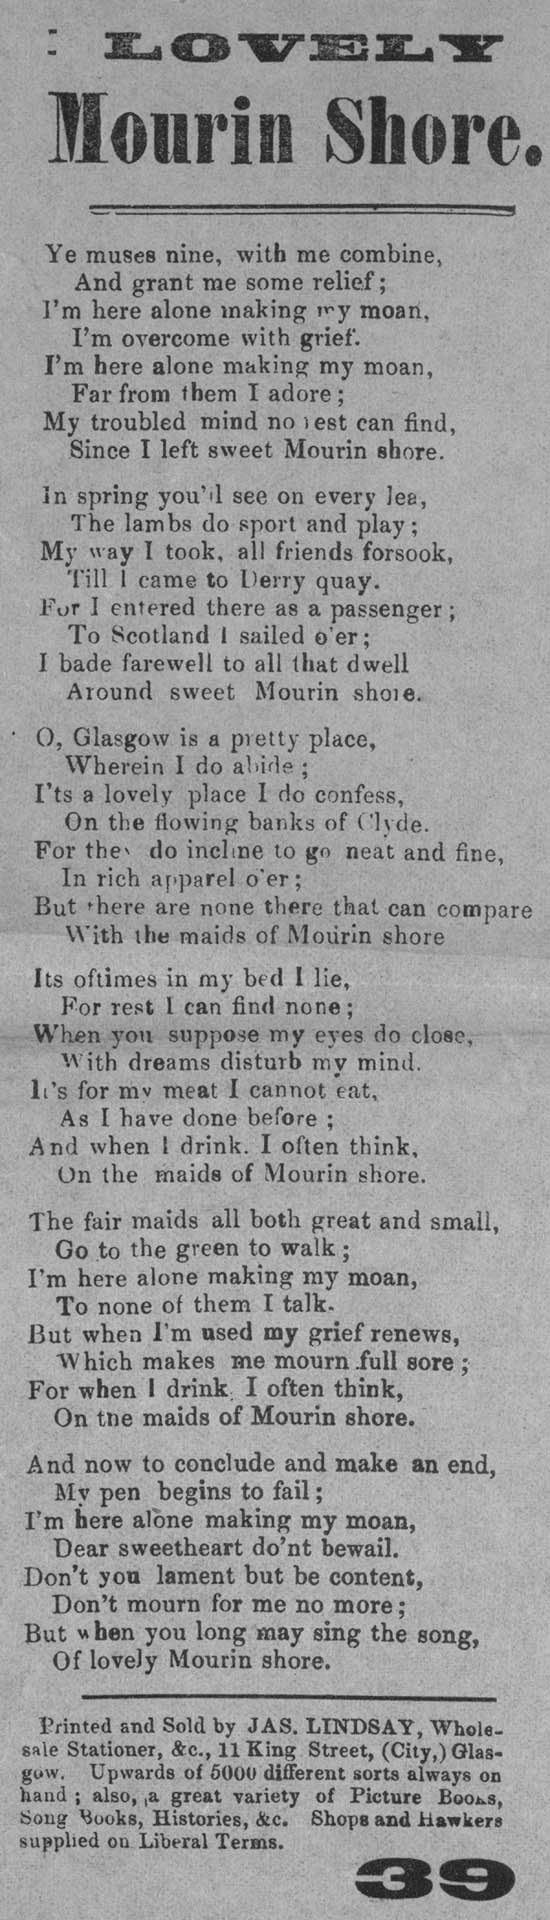 LOVELY
Mourin Shore.
Ye muses nine, with me combine,
And grant me some relief;
I'm here alone making my moan,
I'm overcome with grief.
I'm here alone making my moan,
Far from them I adore;
My troubled mind no rest can find,
Since I left sweet Mourin shore.
In spring you'd see on every lea,
The lambs do sport and play;
My way I took, all friends forsook,
Till I came to Derry quay.
For I entered there as a passenger;
To Scotland I sailed o'er;
I bade farewell to all that dwell
Around sweet Mourin shore.
O, Glasgow is a pretty place,
Wherein I do abide;
I'ts a lovely place I do confess,
On the flowing banks of Clyde.
For they do incline to go neat and fine,
In rich apparel o'er;
But there are none there that can compare
With the maids of Mourin shore
Its oftimes in my bed I lie,
For rest I can find none;
When you suppose my eyes do close,
With dreams disturb my mind.
It's for my meat I cannot eat,
As I have done before;
And when I drink. I often think,
On the maids of Mourin shore.
The fair maids all both great and small,
Go to the green to walk;
I'm here alone making my moan,
To none of them I talk.
But when I'm used my grief renews,
Which makes me mourn full sore;
For when I drink, I often think,
On the maids of Mourin shore.
And now to conclude and make an end,
My pen begins to fail;
I'm here alone making my moan,
Dear sweetheart do'nt bewail.
Don't you lament but be content,
Don't mourn for me no more;
But when you long may sing the song,
Of lovely Mourin shore.
Printed and Sold by JAS. LINDSAY, Whole-
sale Stationer, &c., 11 King Street, (City,) Glas-
gow. Upwards of 5000 different sorts always on
hand; also, a great variety of Picture Books,
Song Books, Histories, &c. Shops and Hawkers
supplied on Liberal Terms.
39